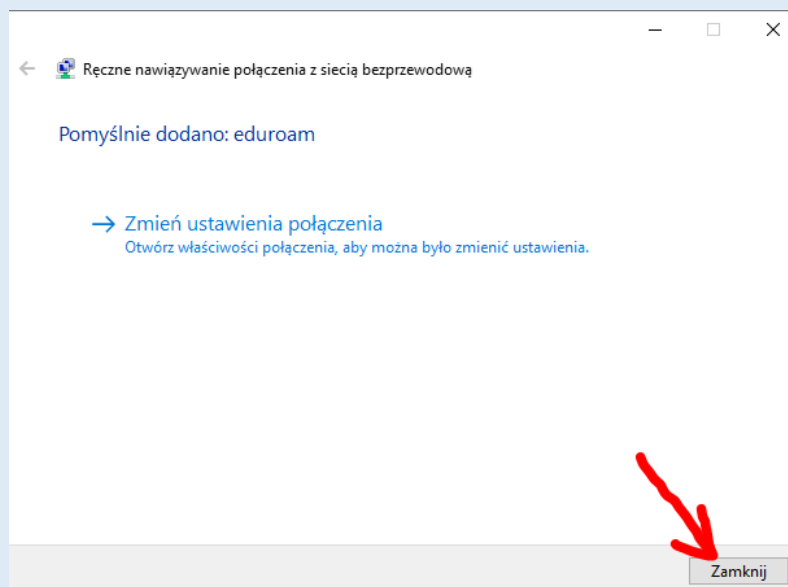 Ręczne nawiązywanie połączenia z siecią bezprzewodową
Pomyślnie dodano: eduroam
Zmień ustawienia połączenia
Otwórz właściwości połączenia, aby można było zmienić ustawienia.
Zamknij